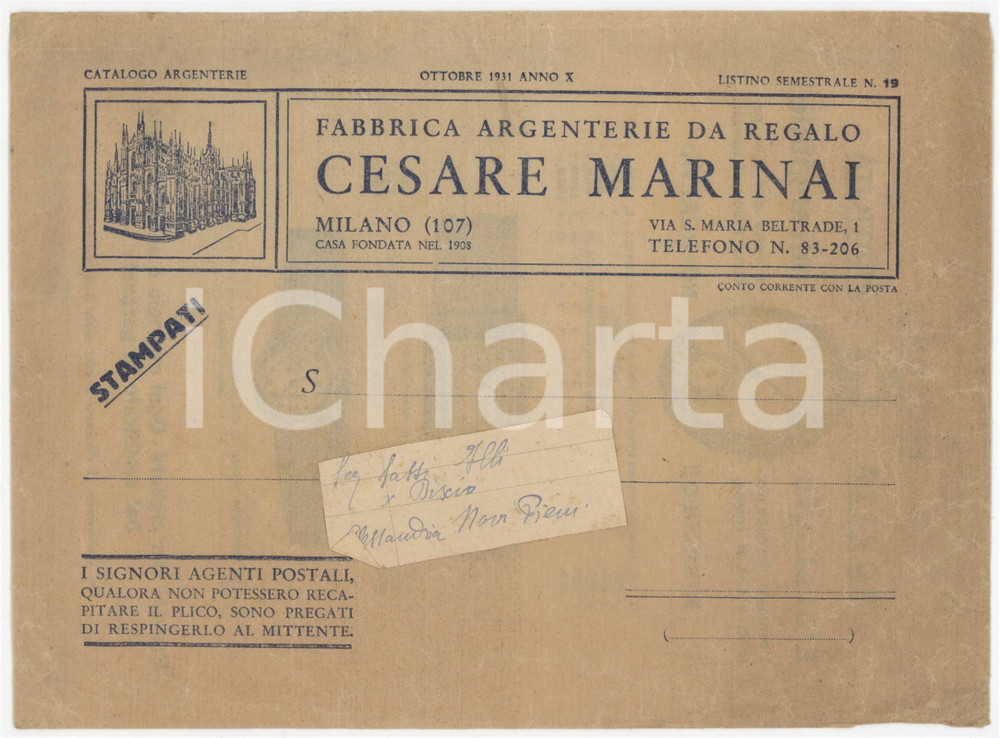 CATALOGO ARGENTERIE
OTTOBRE 1931 ANNO X
LISTINO SEMESTRALE N. 19
FABBRICA ARGENTERIE DA REGALO
CESARE MARINAI
MILANO (107)
CASA FONDATA NEL 1908
VIA S. MARIA BELTRADE, 1
TELEFONO N. 83-206
CONTO CORRENTE CON LA POSTA
STAMPATI
iCharta
S
Novi
I SIGNORI AGENTI POSTALI,
QUALORA NON POTESSERO RECA-
PITARE IL PLICO, SONO PREGATI
DI RESPINGERLO AL MITTENTE.